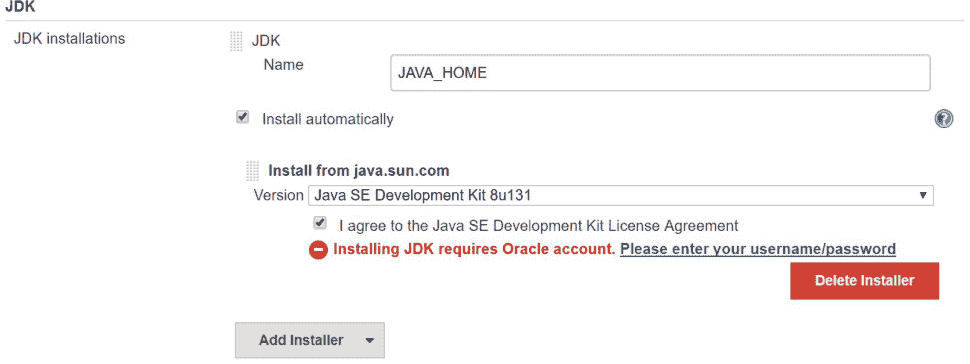 JDK
JDK installations
JDK
Name
JAVA_HOME
Install automatically
Install from java.sun.com
Version Java SE Development Kit 8u131
I agree to the Java SE Development Kit License Agreement
Installing JDK requires Oracle account. Please enter your username/password
Delete Installer
Add Installer